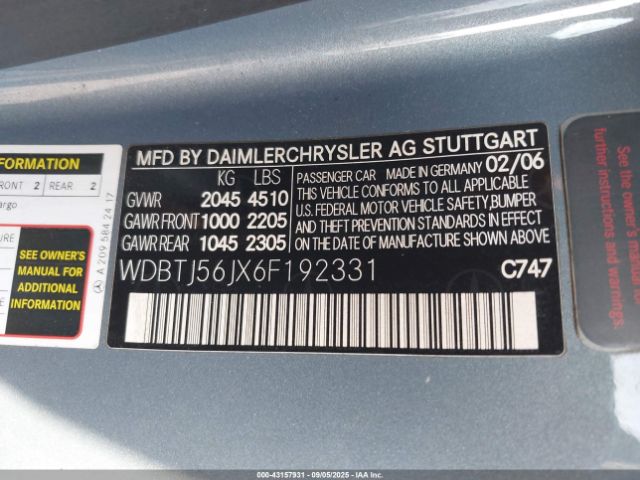 FORMATION
RONT 2 REAR 2
argo
URE
SEE OWNER'S
MANUAL FOR
ADDITIONAL
INFORMATION
A 209 584 24 17
MFD BY DAIMLERCHRYSLER AG STUTTGART
KG LBS
GVWR 2045 4510
GAWR FRONT 1000 2205
GAWR REAR 1045 2305
PASSENGER CAR MADE IN GERMANY 02/06
THIS VEHICLE CONFORMS TO ALL APPLICABLE
U.S. FEDERAL MOTOR VEHICLE SAFETY, BUMPER
AND THEFT PREVENTION STANDARDS IN EFFECT
ON THE DATE OF MANUFACTURE SHOWN ABOVE.
WDBTJ56JX6F192331
C747
See owner's
further instructions
and warnings.
000-43157931 - 09/05/2025 - COPYRIGHT IAA